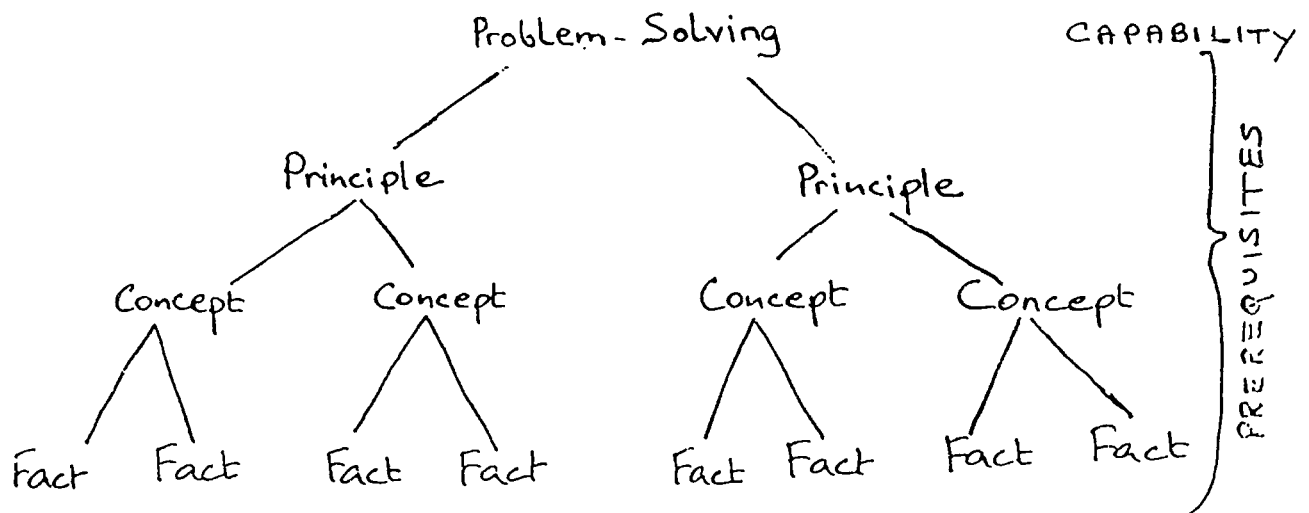 Problem - Solving CAPABILITY
Principle Principle
Concept Concept Concept Concept
Fact Fact Fact Fact Fact Fact Fact Fact
PREREQUISITES